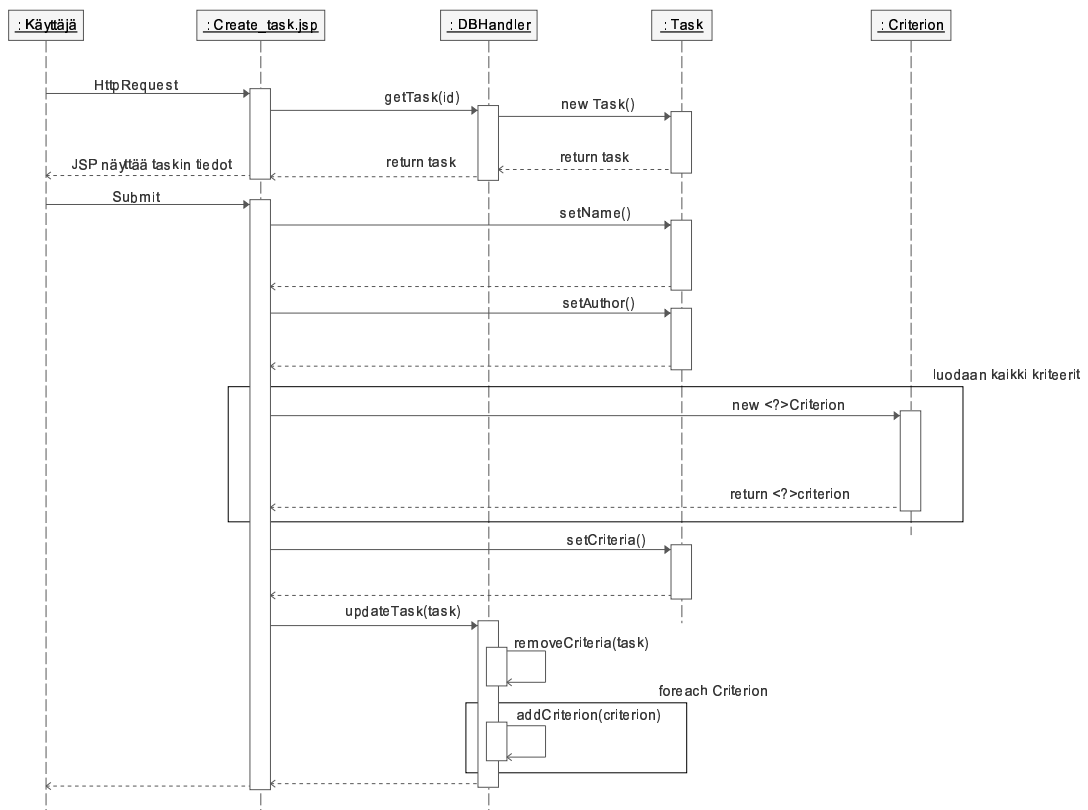 : Käyttäjä
: Create_task.jsp
: DBHandler
: Task
: Criterion
HttpRequest
getTask(id)
new Task()
JSP näyttää taskin tiedot
return task
return task
Submit
setName()
setAuthor()
luodaan kaikki kriteerit
new <?>Criterion
return <?>criterion
setCriteria()
updateTask(task)
removeCriteria(task)
foreach Criterion
addCriterion(criterion)